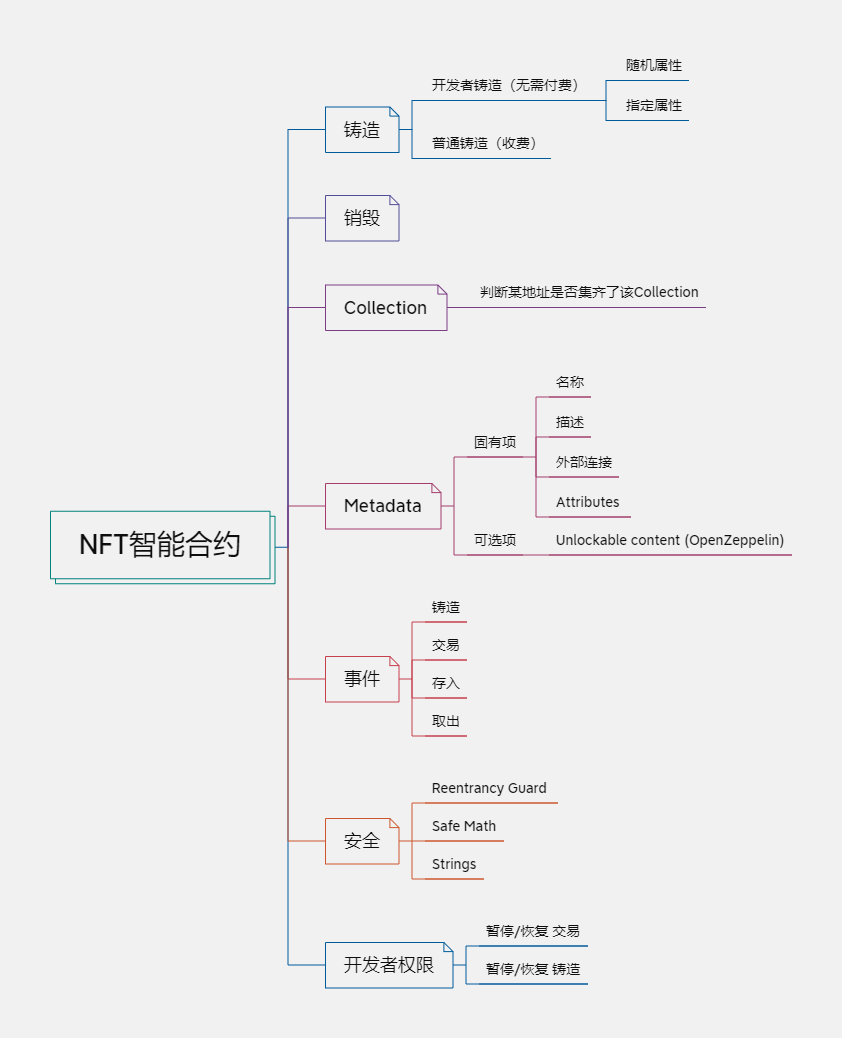 NFT智能合约
铸造
开发者铸造（无需付费）
随机属性
指定属性
普通铸造（收费）
销毁
Collection
判断某地址是否集齐了该Collection
Metadata
固有项
名称
描述
外部连接
Attributes
可选项
Unlockable content (OpenZeppelin)
事件
铸造
交易
存入
取出
安全
Reentrancy Guard
Safe Math
Strings
开发者权限
暂停/恢复 交易
暂停/恢复 铸造